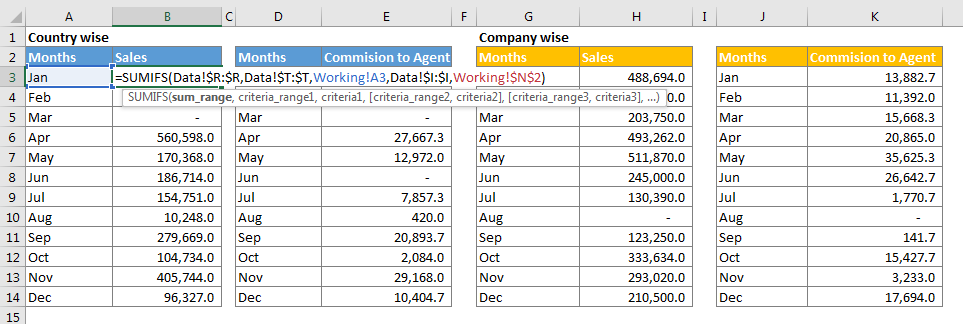 A B C D E F G H I J K
1 Country wise Company wise
2 Months Sales Months Commision to Agent Months Sales Months Commision to Agent
3 Jan =SUMIFS(Data!$R:$R,Data!$T:$T,Working!A3,Data!$I:$I,Working!$N$2) 488,694.0 Jan 13,882.7
4 Feb SUMIFS(sum_range, criteria_range1, criteria1, [criteria_range2, criteria2], [criteria_range3, criteria3], ...) 0.0 Feb 11,392.0
5 Mar - Mar - Mar 203,750.0 Mar 15,668.3
6 Apr 560,598.0 Apr 27,667.3 Apr 493,262.0 Apr 20,865.0
7 May 170,368.0 May 12,972.0 May 511,870.0 May 35,625.3
8 Jun 186,714.0 Jun - Jun 245,000.0 Jun 26,642.7
9 Jul 154,751.0 Jul 7,857.3 Jul 130,390.0 Jul 1,770.7
10 Aug 10,248.0 Aug 420.0 Aug - Aug -
11 Sep 279,669.0 Sep 20,893.7 Sep 123,250.0 Sep 141.7
12 Oct 104,734.0 Oct 2,084.0 Oct 333,634.0 Oct 15,427.7
13 Nov 405,744.0 Nov 29,168.0 Nov 293,020.0 Nov 3,233.0
14 Dec 96,327.0 Dec 10,404.7 Dec 210,500.0 Dec 17,694.0
15